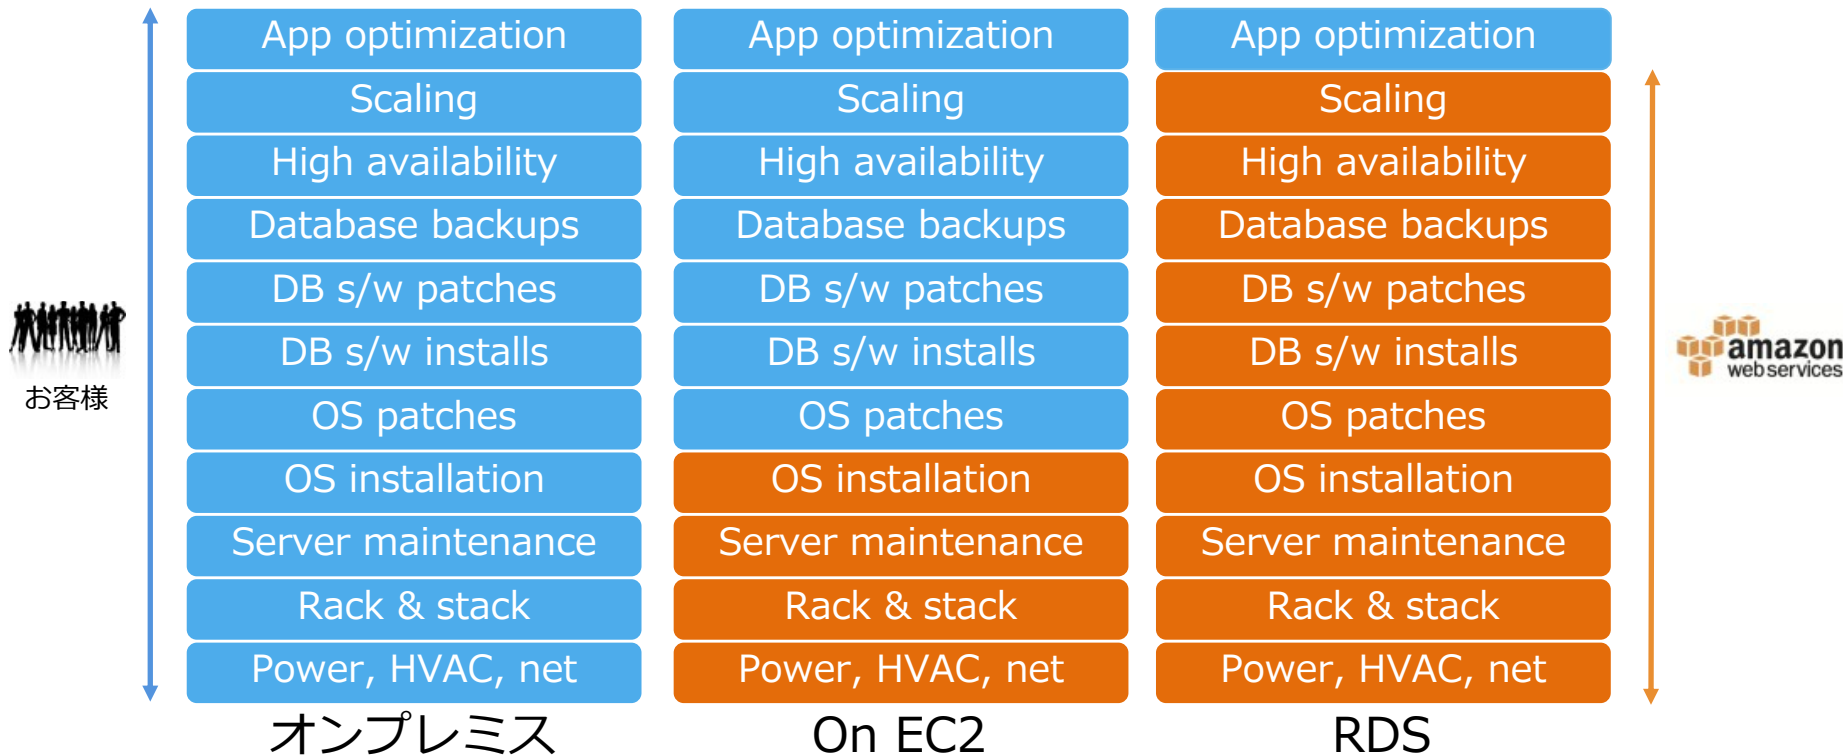 App optimization
App optimization
App optimization
Scaling
Scaling
Scaling
High availability
High availability
High availability
Database backups
Database backups
Database backups
DB s/w patches
DB s/w patches
DB s/w patches
DB s/w installs
DB s/w installs
DB s/w installs
amazon
web services
お客様
OS patches
OS patches
OS patches
OS installation
OS installation
OS installation
Server maintenance
Server maintenance
Server maintenance
Rack & stack
Rack & stack
Rack & stack
Power, HVAC, net
Power, HVAC, net
Power, HVAC, net
オンプレミス
On EC2
RDS